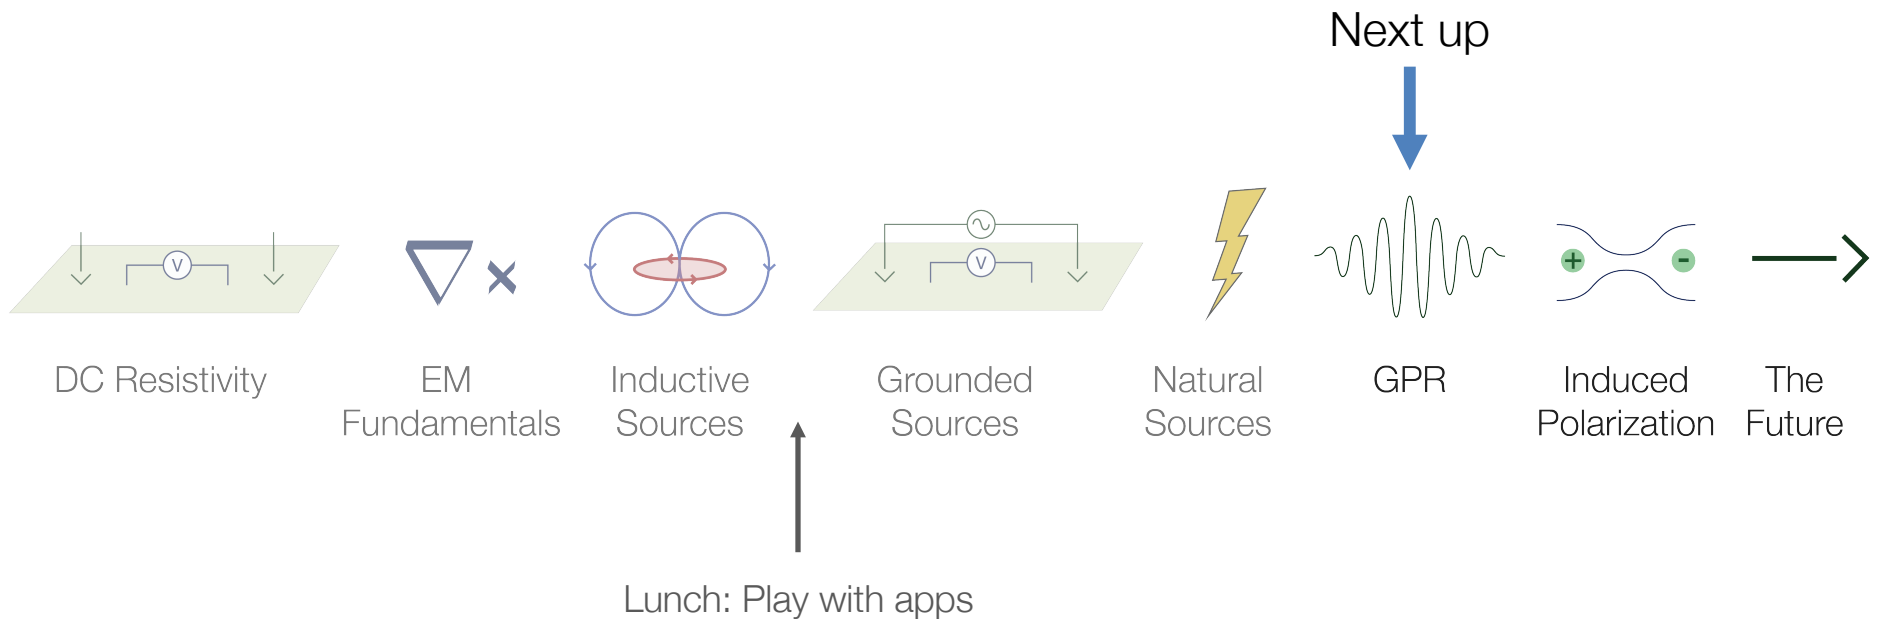 Next up
V
V
+
-
DC Resistivity
EM
Fundamentals
Inductive
Sources
Grounded
Sources
Natural
Sources
GPR
Induced
Polarization
The
Future
Lunch: Play with apps